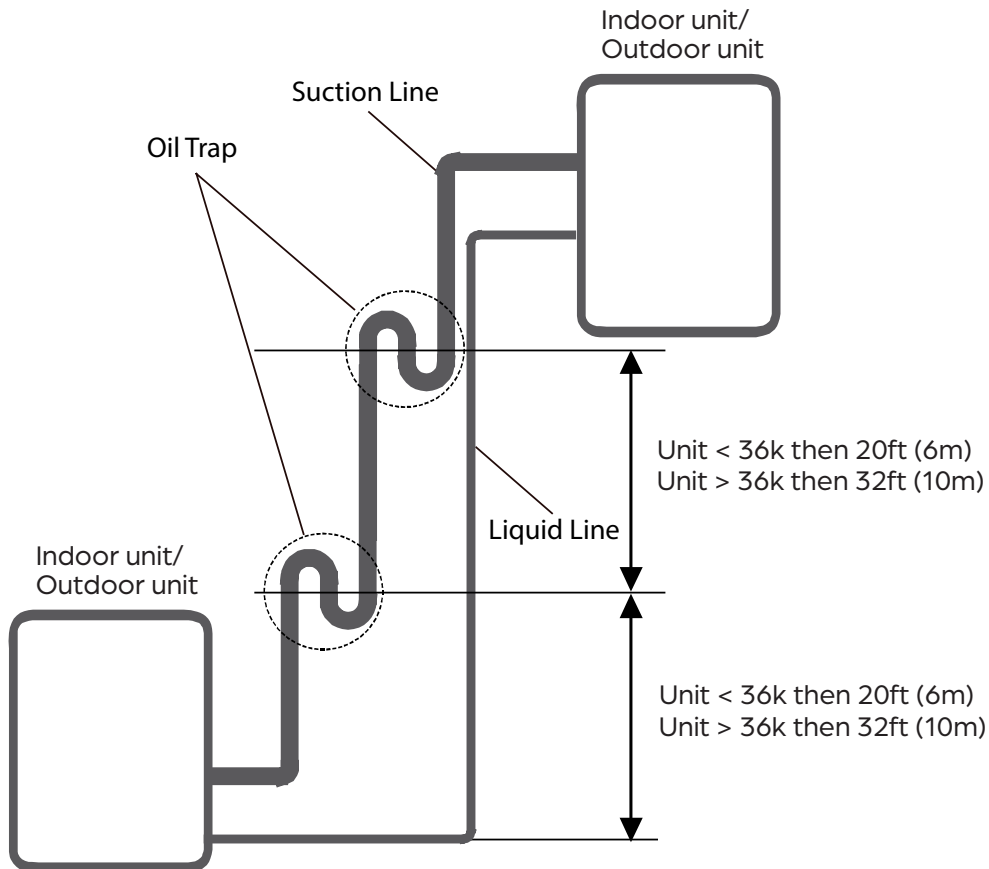 Indoor unit/
Outdoor unit
Suction Line
Oil Trap
Unit < 36k then 20ft (6m)
Unit > 36k then 32ft (10m)
Liquid Line
Indoor unit/
Outdoor unit
Unit < 36k then 20ft (6m)
Unit > 36k then 32ft (10m)